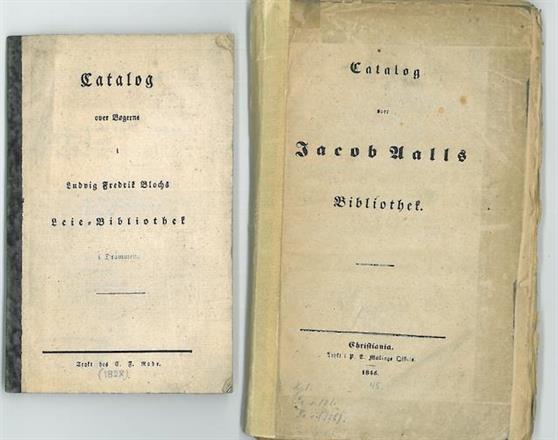 Catalog
over Bøgerne
i
Ludvig Fredrik Blochs
Leie-Bibliothek
i Drammen.
Trykt hos C. F. Rode.
Catalog
over
Jacob Aalls
Bibliothek.
Christiania.
Trykt i P. L. Mallings Officin.
1846.
45.